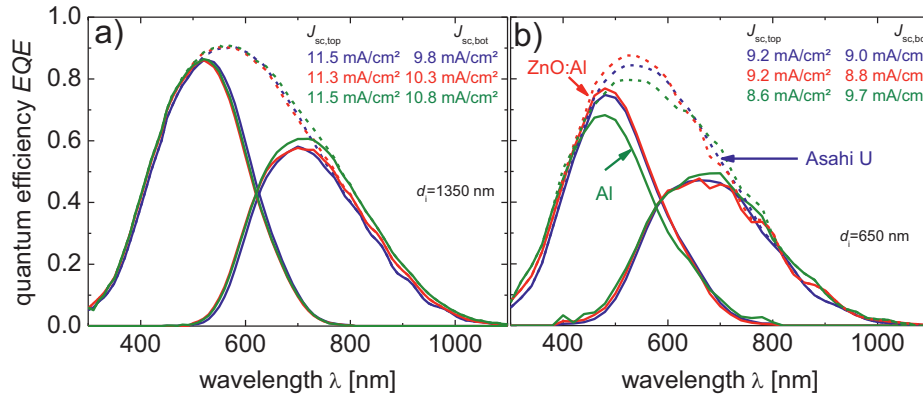 a)
J_sc,top J_sc,bot
11.5 mA/cm² 9.8 mA/cm²
11.3 mA/cm² 10.3 mA/cm²
11.5 mA/cm² 10.8 mA/cm²
d_i=1350 nm
quantum efficiency EQE
1.0
0.8
0.6
0.4
0.2
0.0
400 600 800 1000
wavelength λ [nm]
b)
J_sc,top J_sc,bo
9.2 mA/cm² 9.0 mA/cm²
9.2 mA/cm² 8.8 mA/cm²
8.6 mA/cm² 9.7 mA/cm²
ZnO:Al
Asahi U
Al
d_i=650 nm
400 600 800 1000
wavelength λ [nm]